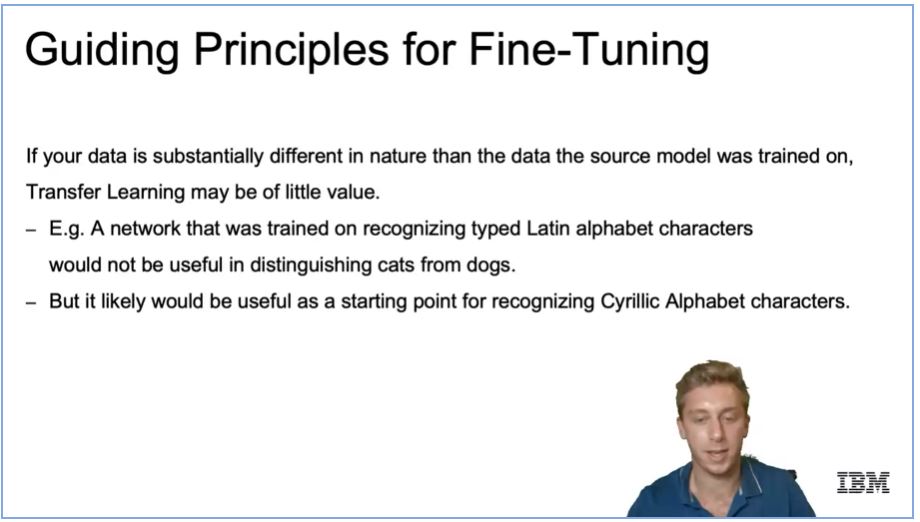 Guiding Principles for Fine-Tuning
If your data is substantially different in nature than the data the source model was trained on,
Transfer Learning may be of little value.
– E.g. A network that was trained on recognizing typed Latin alphabet characters
would not be useful in distinguishing cats from dogs.
– But it likely would be useful as a starting point for recognizing Cyrillic Alphabet characters.
IBM